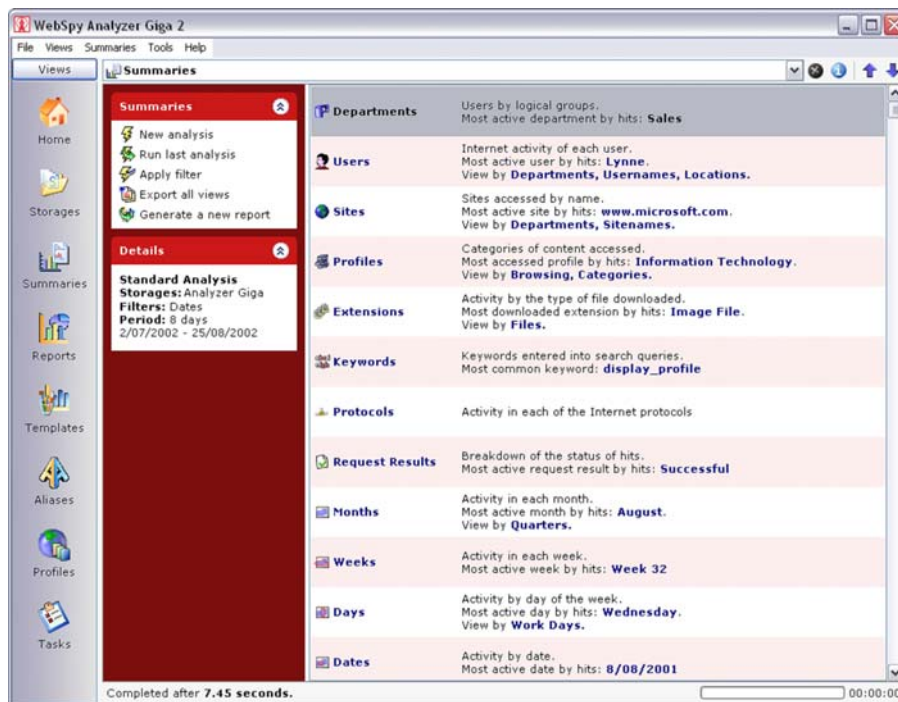 WebSpy Analyzer Giga 2
File Views Summaries Tools Help
Views
Summaries
Home
Storages
Summaries
Reports
Templates
Aliases
Profiles
Tasks
Summaries
New analysis
Run last analysis
Apply filter
Export all views
Generate a new report
Details
Standard Analysis
Storages: Analyzer Giga
Filters: Dates
Period: 8 days
2/07/2002 - 25/08/2002
Departments
Users by logical groups.
Most active department by hits: Sales
Users
Internet activity of each user.
Most active user by hits: Lynne.
View by Departments, Usernames, Locations.
Sites
Sites accessed by name.
Most active site by hits: www.microsoft.com.
View by Departments, Sitenames.
Profiles
Categories of content accessed.
Most accessed profile by hits: Information Technology.
View by Browsing, Categories.
Extensions
Activity by the type of file downloaded.
Most downloaded extension by hits: Image File.
View by Files.
Keywords
Keywords entered into search queries.
Most common keyword: display_profile
Protocols
Activity in each of the Internet protocols
Request Results
Breakdown of the status of hits.
Most active request result by hits: Successful
Months
Activity in each month.
Most active month by hits: August.
View by Quarters.
Weeks
Activity in each week.
Most active week by hits: Week 32
Days
Activity by day of the week.
Most active day by hits: Wednesday.
View by Work Days.
Dates
Activity by date.
Most active date by hits: 8/08/2001
Completed after 7.45 seconds.
00:00:00